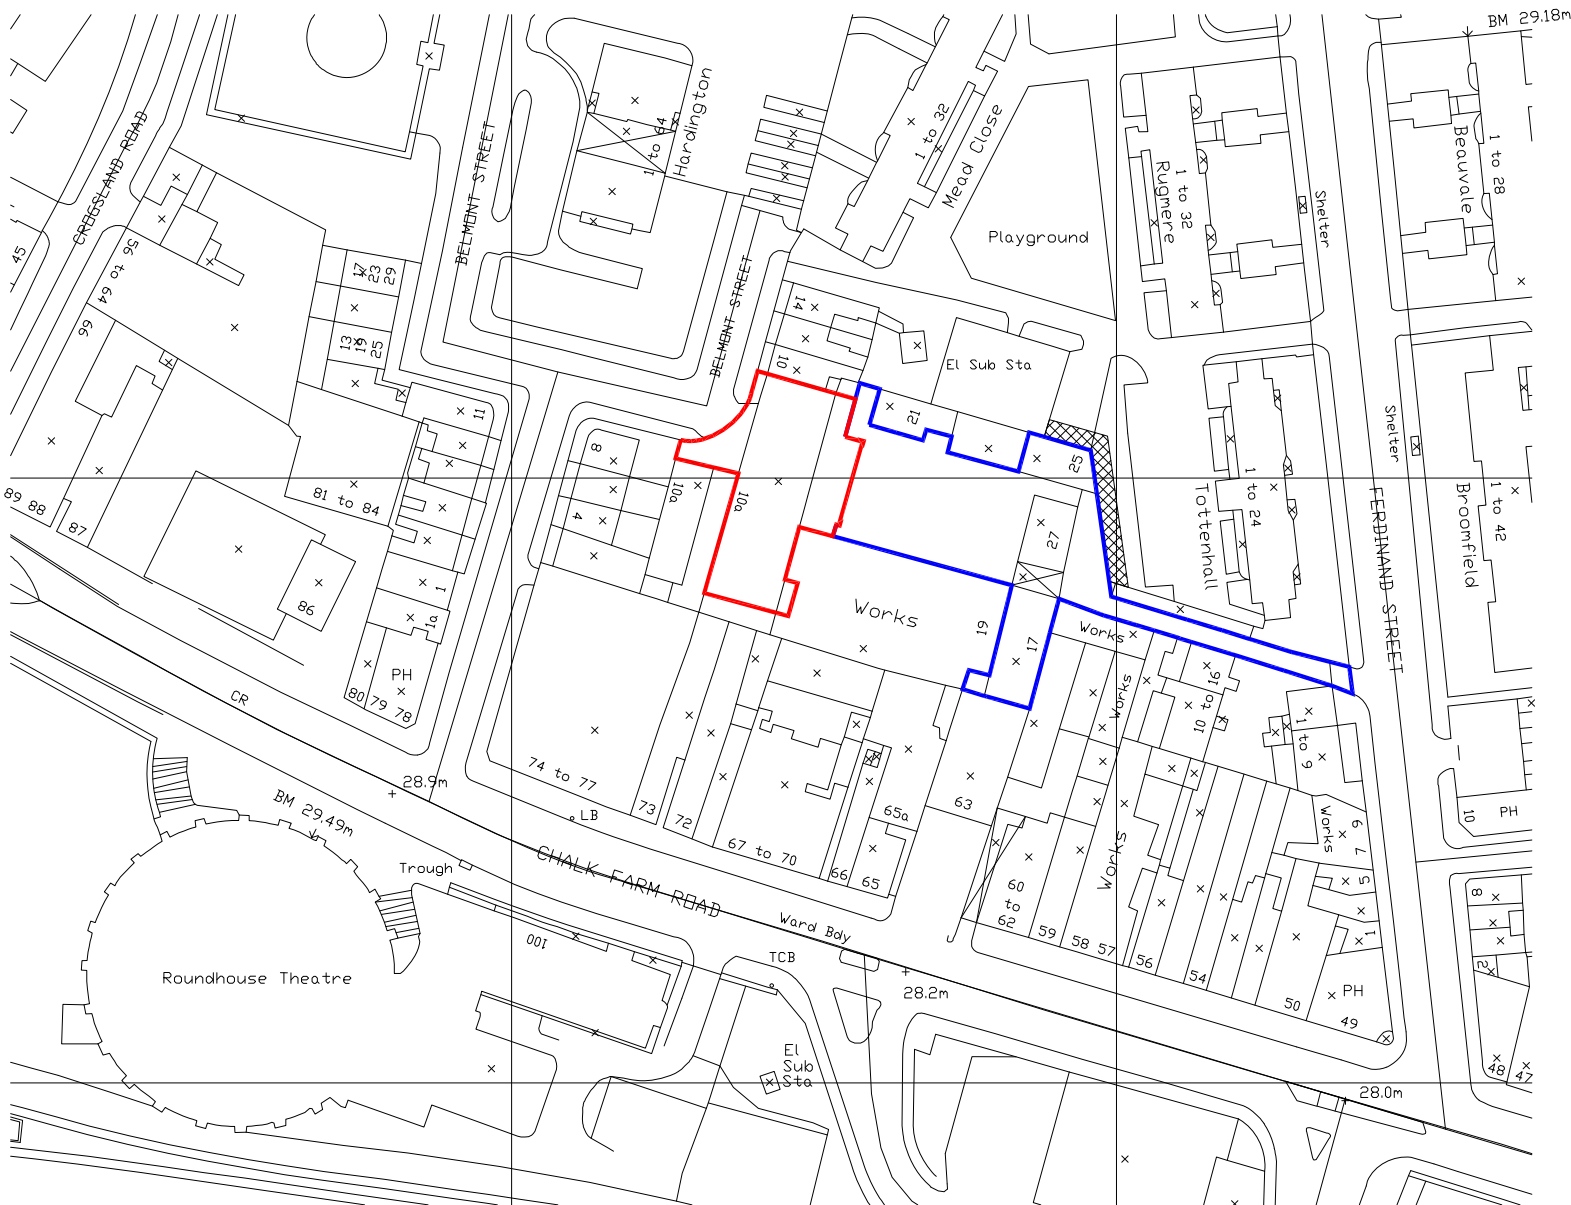 BM 29.18m
CROGSLAND ROAD
BELMONT STREET
Hardington
1 to 64
1 to 32
Mead Close
Playground
Rugmere
1 to 32
Shelter
Beauvale
1 to 28
45
56 to 64
66
17
23
29
13
19
25
11
BELMONT STREET
14
10
El Sub Sta
21
25
8
4
10a
10a
27
Tottenhall
1 to 24
Shelter
FERDINAND STREET
Broomfield
1 to 42
89 88
87
81 to 84
86
1
1a
PH
80 79 78
Works
19
17
Works
Works
10 to 16
1 to 9
CR
28.9m
BM 29.49m
74 to 77
73
72
LB
67 to 70
66
65
65a
63
60
to
62
59
58 57
Works
56
54
50
49
PH
Works
6
7
5
1
10
PH
8
2
48
47
Trough
CHALK FARM ROAD
Ward Bdy
TCB
100
Roundhouse Theatre
El
Sub
Sta
28.2m
28.0m